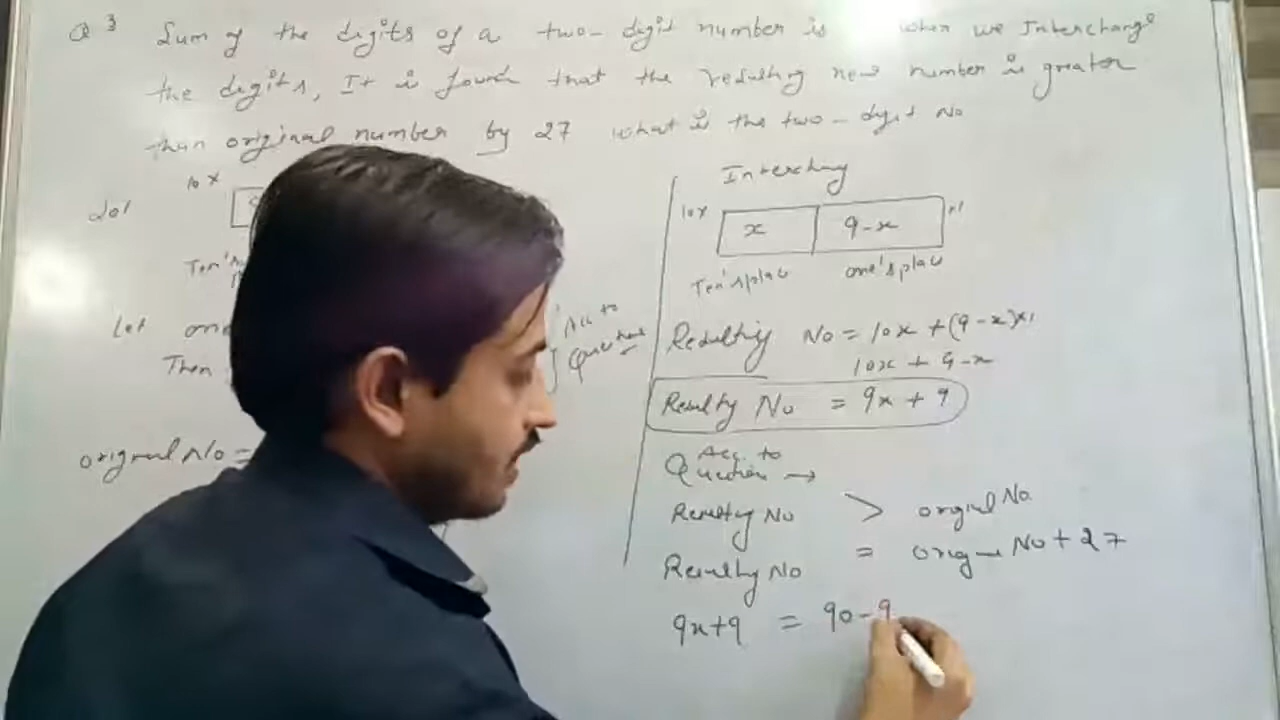 Q 3 Sum of the digits of a two-digit number is when we Interchange
the digits, It is found that the resulting new number is greater
than original number by 27 what is the two-digit No
Sol
10x
Ten's
Let one
Then
Acc to
Question
original No =
Interchang
10x x 9-x x1
Ten's place one's place
Resulting No = 10x + (9-x)x1
10x + 9-x
Resulty No = 9x + 9
Acc. to
Question →
Resulting No > orginal No
Resulting No = No + 27
9x+9 = 90-9